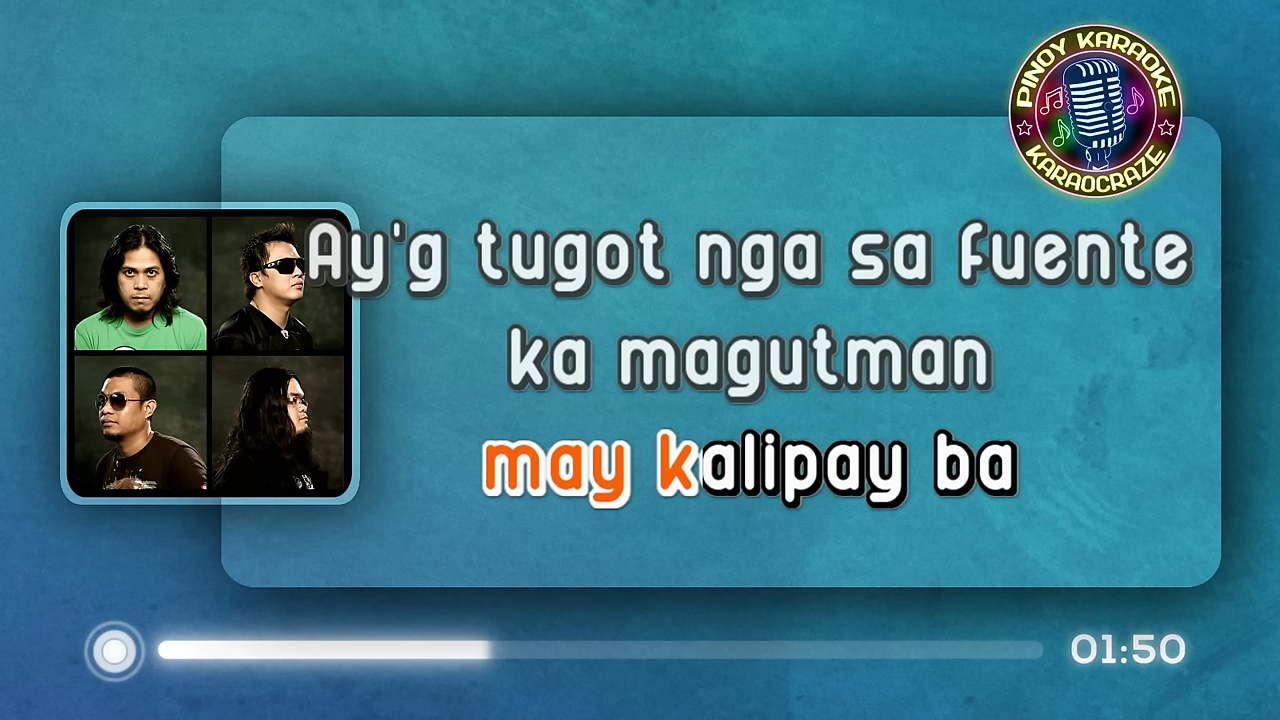 PINOY KARAOKE
KARAOCRAZE
Ay'g tugot nga sa fuente
ka magutman
may kalipay ba
01:50